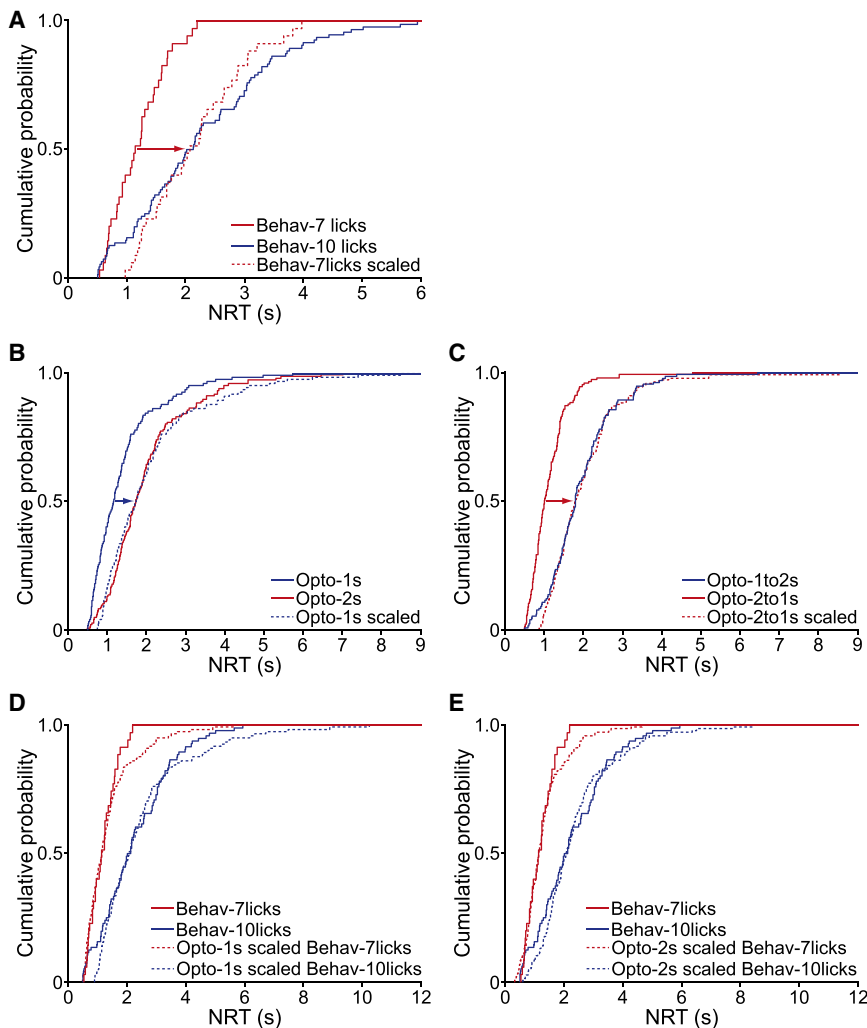 A
Cumulative probability
1.0
0.5
0
0 1 2 3 4 5 6
NRT (s)
Behav-7 licks
Behav-10 licks
Behav-7licks scaled
B
Cumulative probability
1.0
0.5
0
0 1 2 3 4 5 6 7 8 9
NRT (s)
Opto-1s
Opto-2s
Opto-1s scaled
C
Cumulative probability
1.0
0.5
0
0 1 2 3 4 5 6 7 8 9
NRT (s)
Opto-1to2s
Opto-2to1s
Opto-2to1s scaled
D
Cumulative probability
1.0
0.5
0
0 2 4 6 8 10 12
NRT (s)
Behav-7licks
Behav-10licks
Opto-1s scaled Behav-7licks
Opto-1s scaled Behav-10licks
E
Cumulative probability
1.0
0.5
0
0 2 4 6 8 10 12
NRT (s)
Behav-7licks
Behav-10licks
Opto-2s scaled Behav-7licks
Opto-2s scaled Behav-10licks